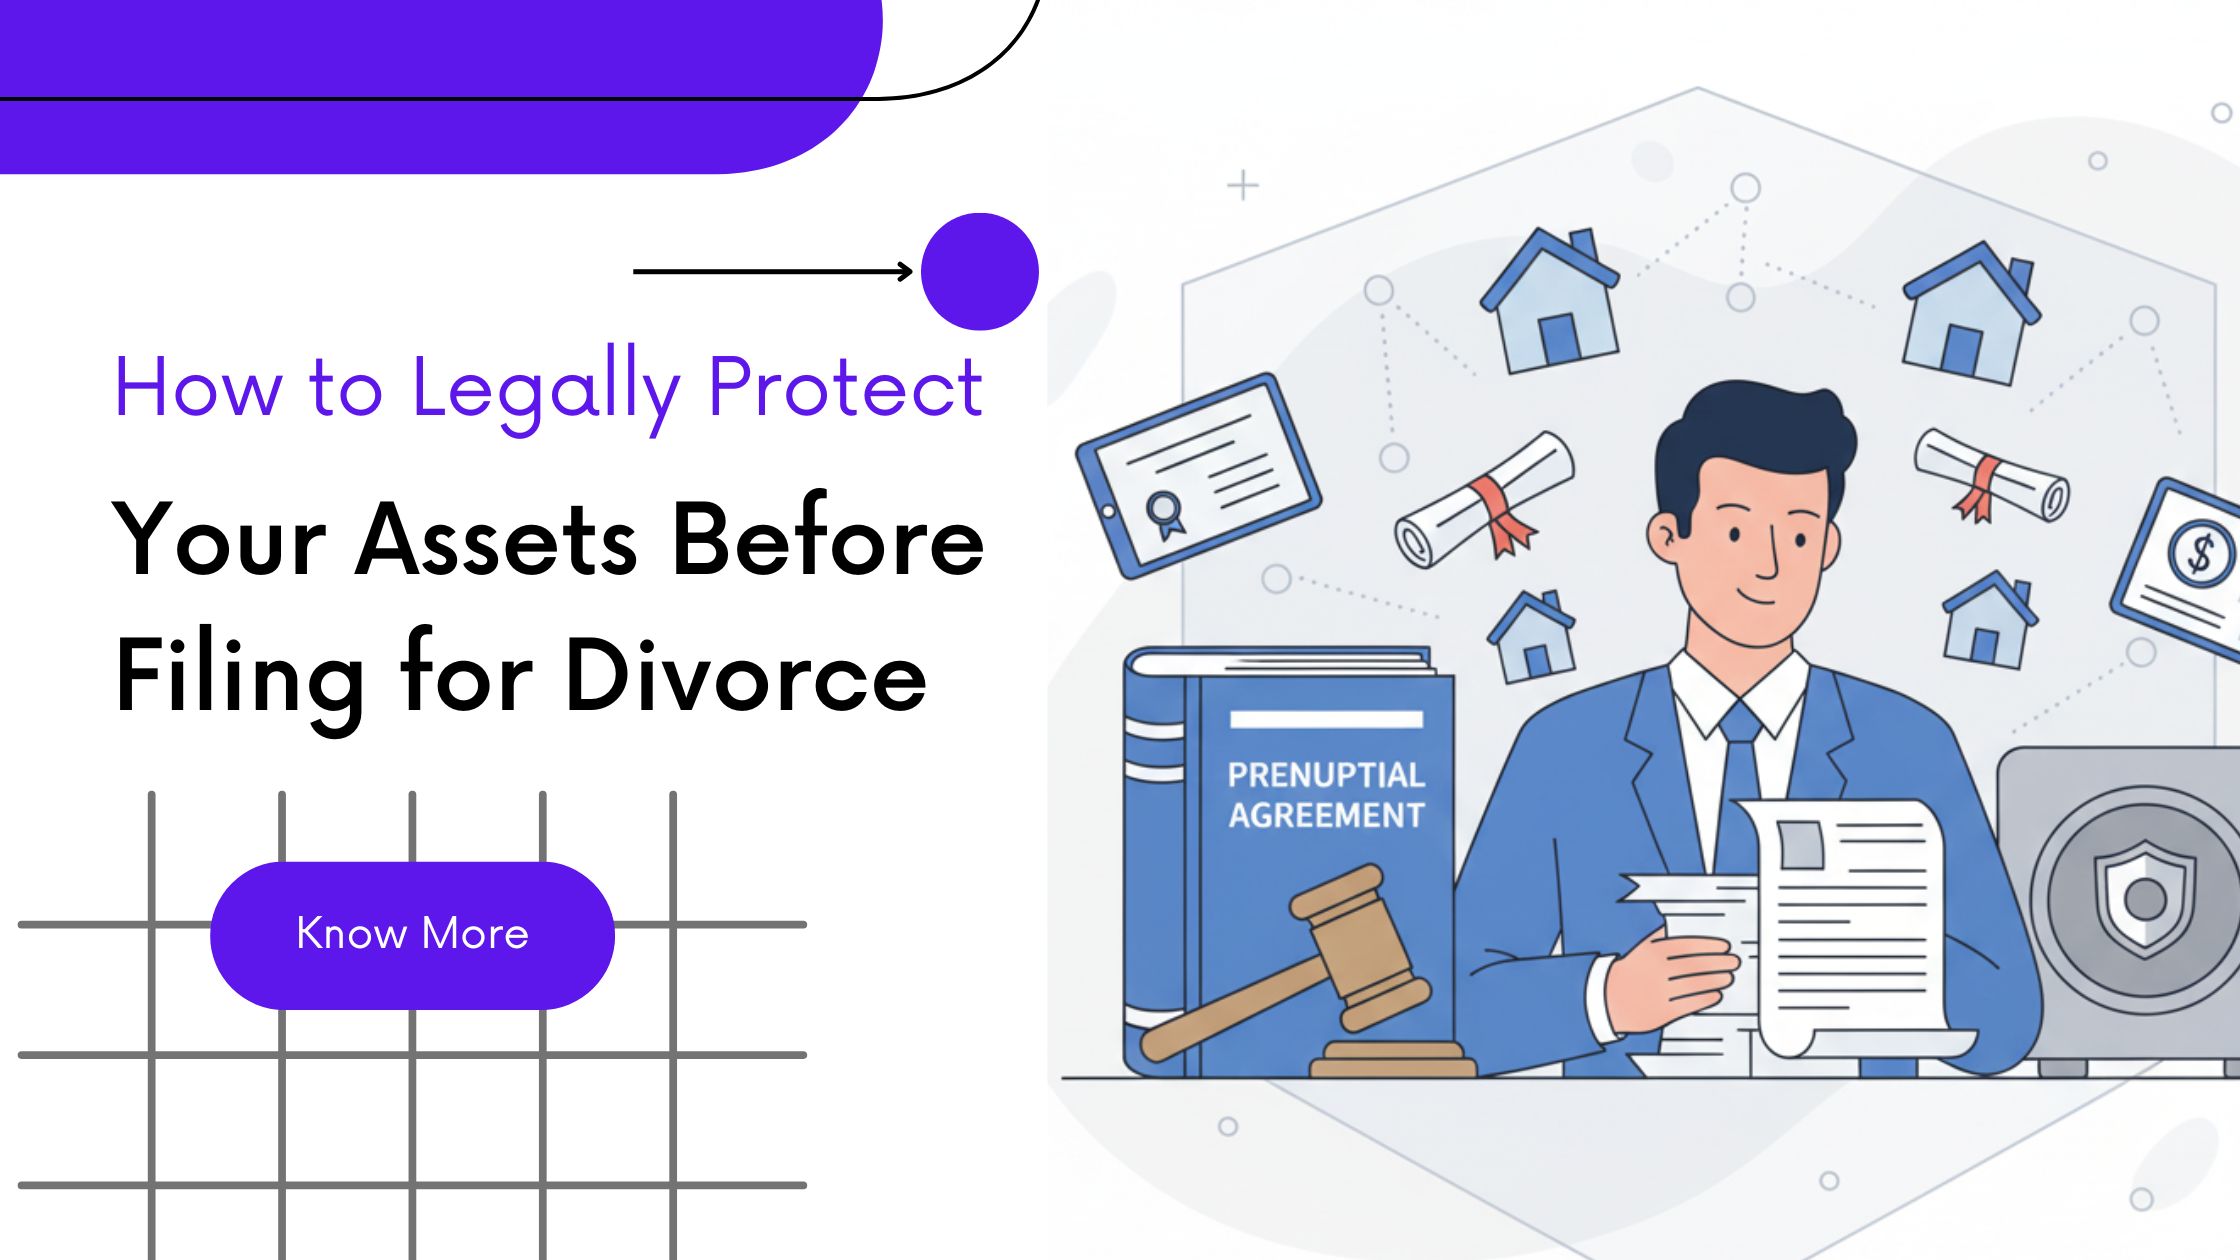 How to Legally Protect
Your Assets Before
Filing for Divorce
Know More
PRENUPTIAL
AGREEMENT
$